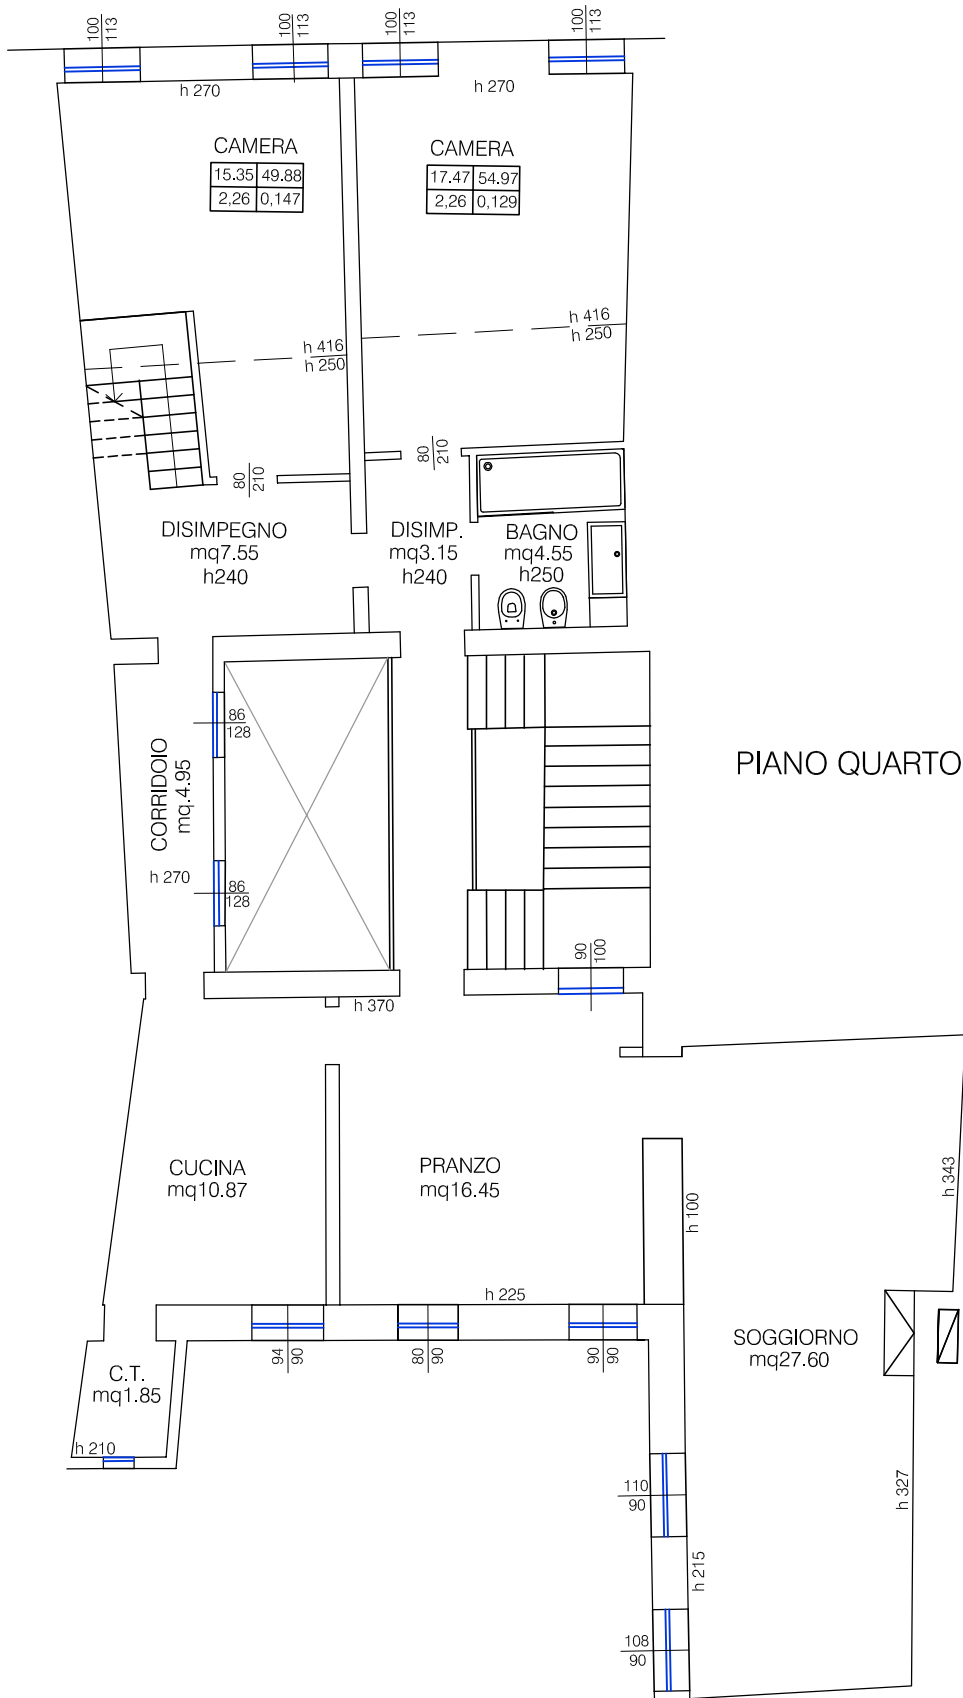 100
113
100
113
100
113
100
113
h 270
h 270
CAMERA
15.35 49.88
2,26 0,147
CAMERA
17.47 54.97
2,26 0,129
h 416
h 250
h 416
h 250
80
210
80
210
DISIMPEGNO
mq7.55
h240
DISIMP.
mq3.15
h240
BAGNO
mq4.55
h250
86
128
CORRIDOIO
mq.4.95
h 270
86
128
PIANO QUARTO
90
100
h 370
CUCINA
mq10.87
PRANZO
mq16.45
h 100
h 343
h 225
94
90
80
90
90
90
SOGGIORNO
mq27.60
C.T.
mq1.85
h 210
110
90
h 327
h 215
108
90